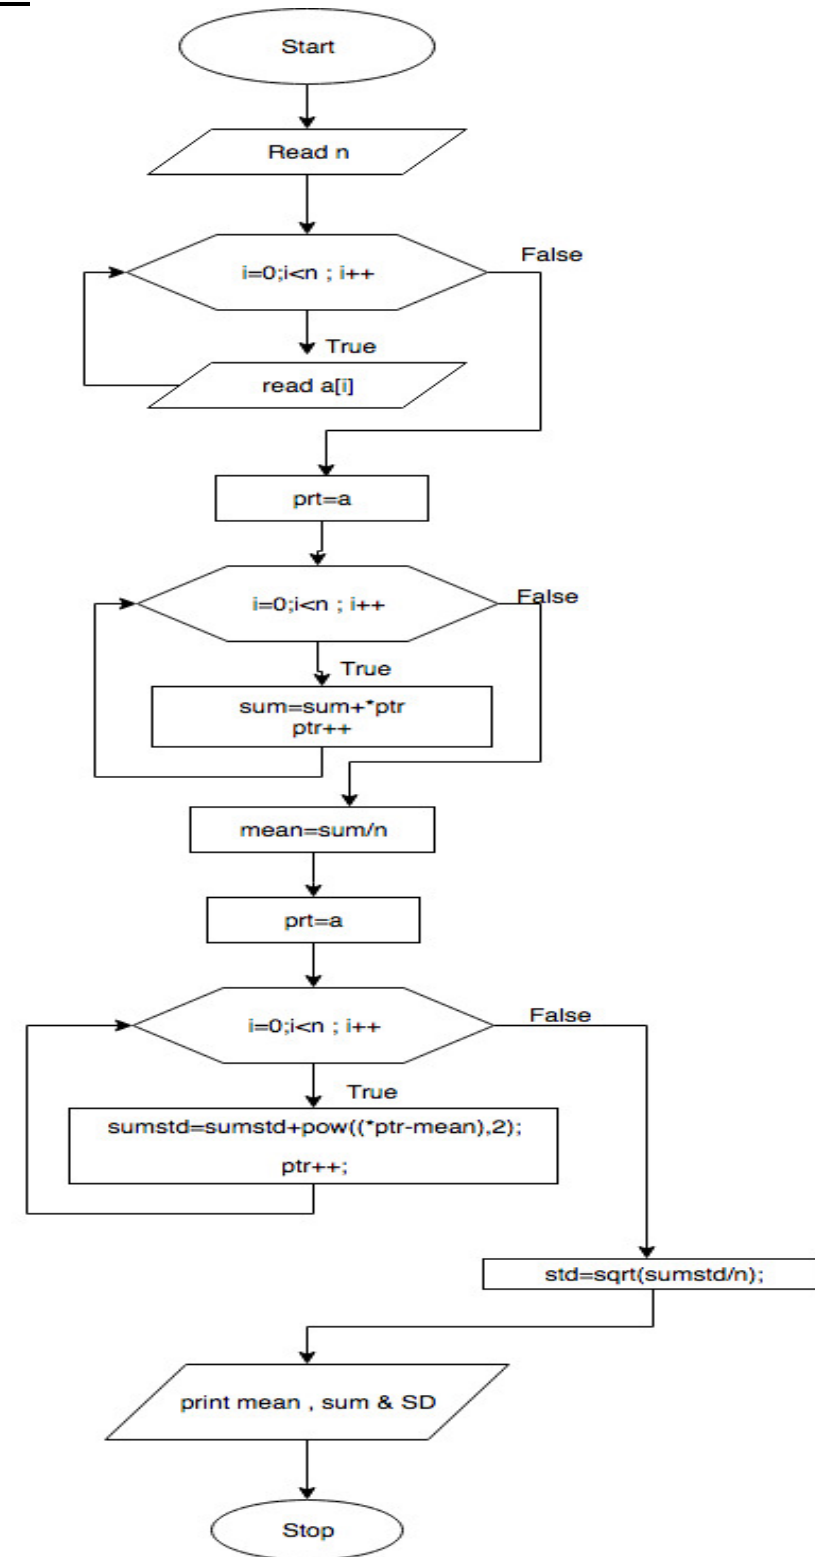 Start
Read n
i=0;i<n ; i++
False
True
read a[i]
prt=a
i=0;i<n ; i++
False
True
sum=sum+*ptr
ptr++
mean=sum/n
prt=a
i=0;i<n ; i++
False
True
sumstd=sumstd+pow((*ptr-mean),2);
ptr++;
std=sqrt(sumstd/n);
print mean , sum & SD
Stop